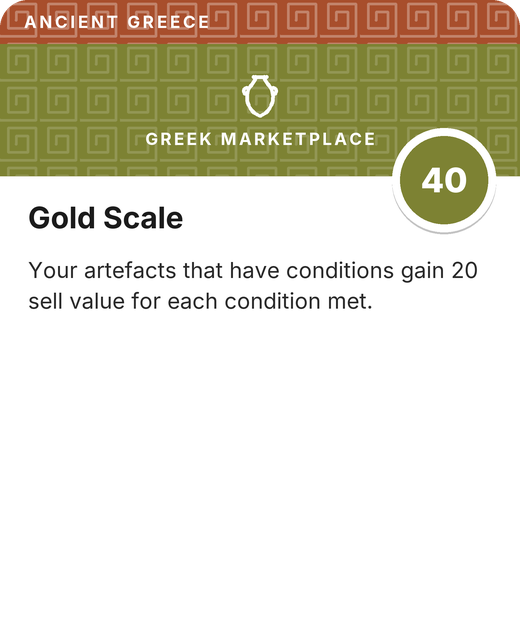 ANCIENT GREECE
GREEK MARKETPLACE
40
Gold Scale
Your artefacts that have conditions gain 20
sell value for each condition met.